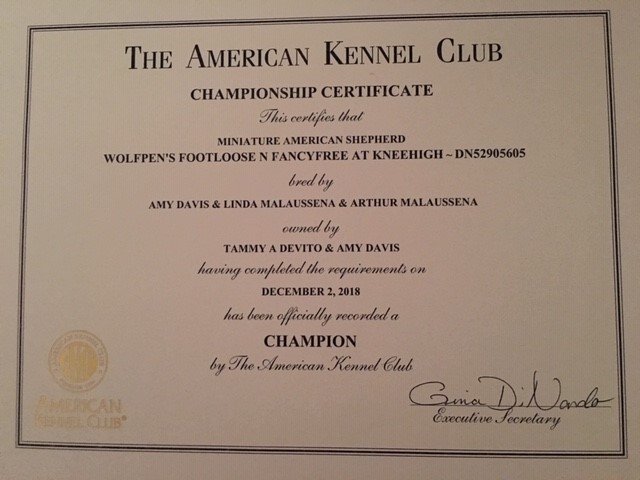 THE AMERICAN KENNEL CLUB
CHAMPIONSHIP CERTIFICATE
This certifies that
MINIATURE AMERICAN SHEPHERD
WOLFPEN'S FOOTLOOSE N FANCYFREE AT KNEEHIGH ~ DN52905605
bred by
AMY DAVIS & LINDA MALAUSSENA & ARTHUR MALAUSSENA
owned by
TAMMY A DEVITO & AMY DAVIS
having completed the requirements on
DECEMBER 2, 2018
has been officially recorded a
CHAMPION
by The American Kennel Club
Gina DiNardo
Executive Secretary
AMERICAN
KENNEL CLUB®